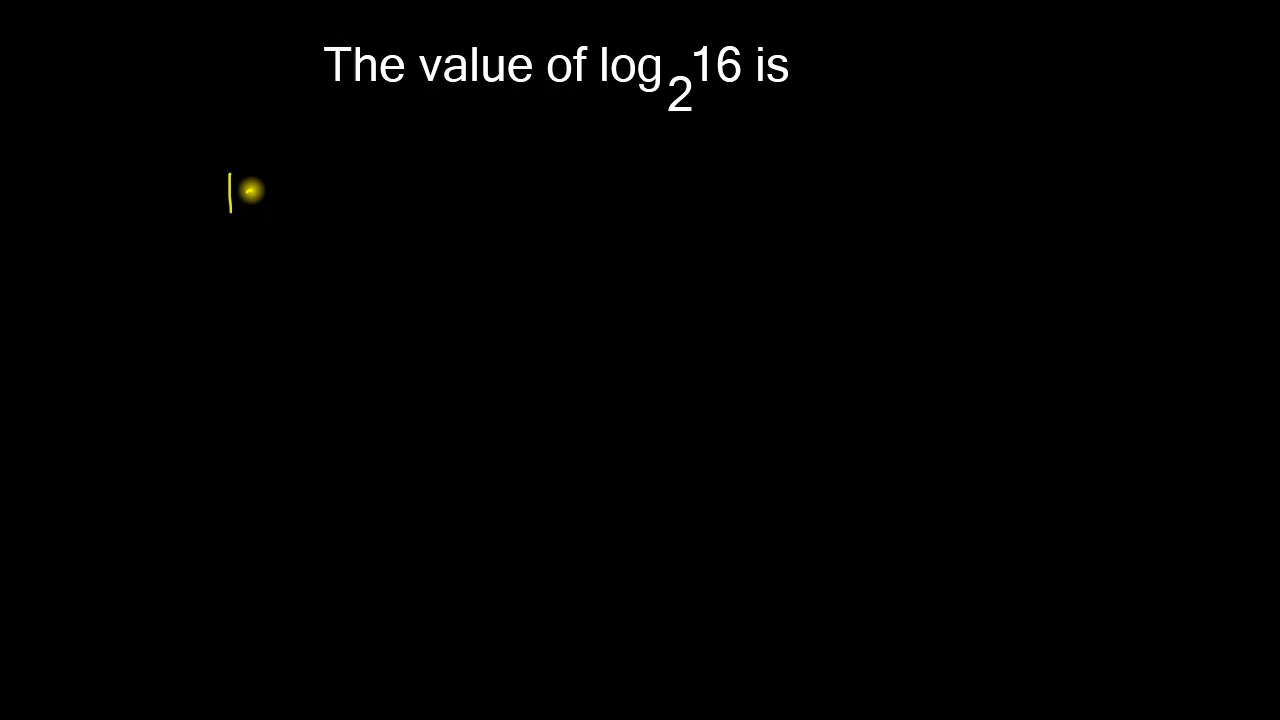 The value of log₂16 is